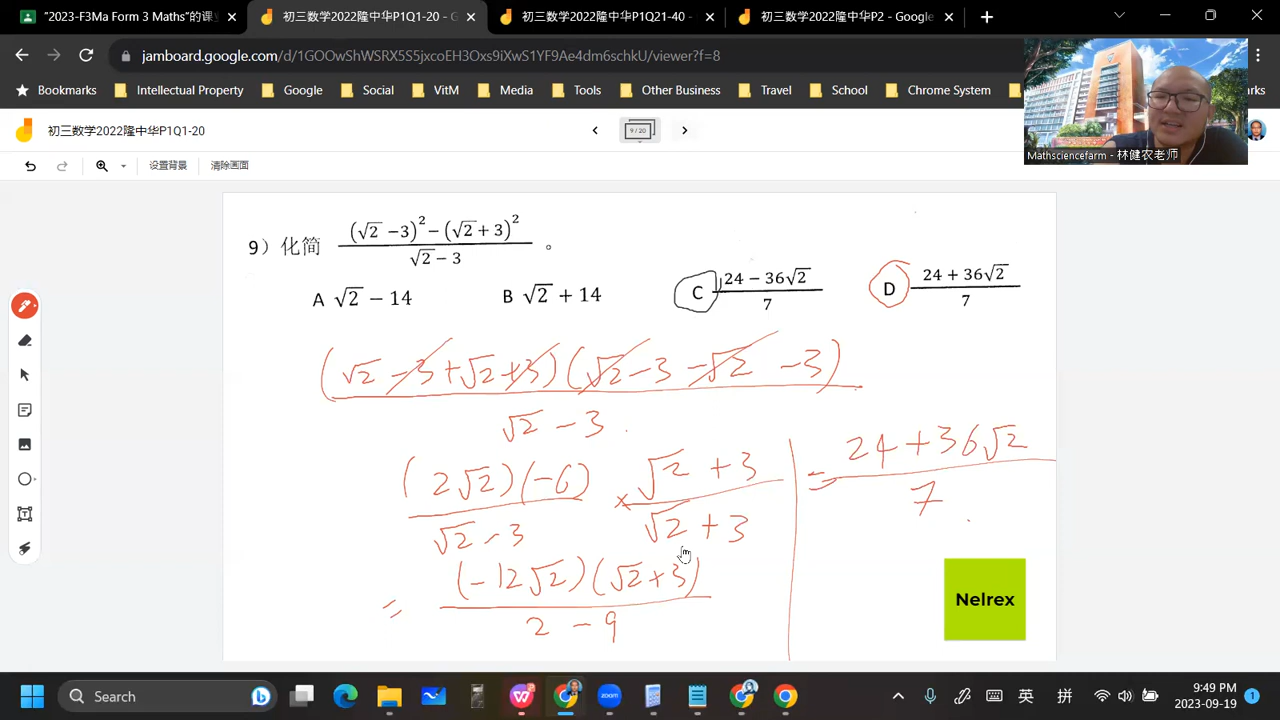 "2023-F3Ma Form 3 Maths"的课
初三数学2022隆中华P1Q1-20 - G
初三数学2022隆中华P1Q21-40 -
初三数学2022隆中华P2 - Google
jamboard.google.com/d/1GOOwShWSRX5S5jxcoEH3Oxs9iXwS1YF9Ae4dm6schkU/viewer?f=8
Bookmarks Intellectual Property Google Social VitM Media Tools Other Business Travel School Chrome System
Mathsciencefarm - 林健农老师
初三数学2022隆中华P1Q1-20
9 / 20
设置背景 清除画面
9）化简 ((√2 −3)² − (√2 + 3)²)/(√2 − 3) 。
A √2 − 14 B √2 + 14 C (24 − 36√2)/7 D (24 + 36√2)/7
(√2 −3 +√2 +3)(√2 −3 −√2 −3)
√2 − 3
(2√2)(−6)/(√2 − 3) × (√2 + 3)/(√2 + 3)
= (−12√2)(√2+3)/(2 − 9)
= (24 + 36√2)/7
Nelrex
Search 英 拼 9:49 PM
2023-09-19 1